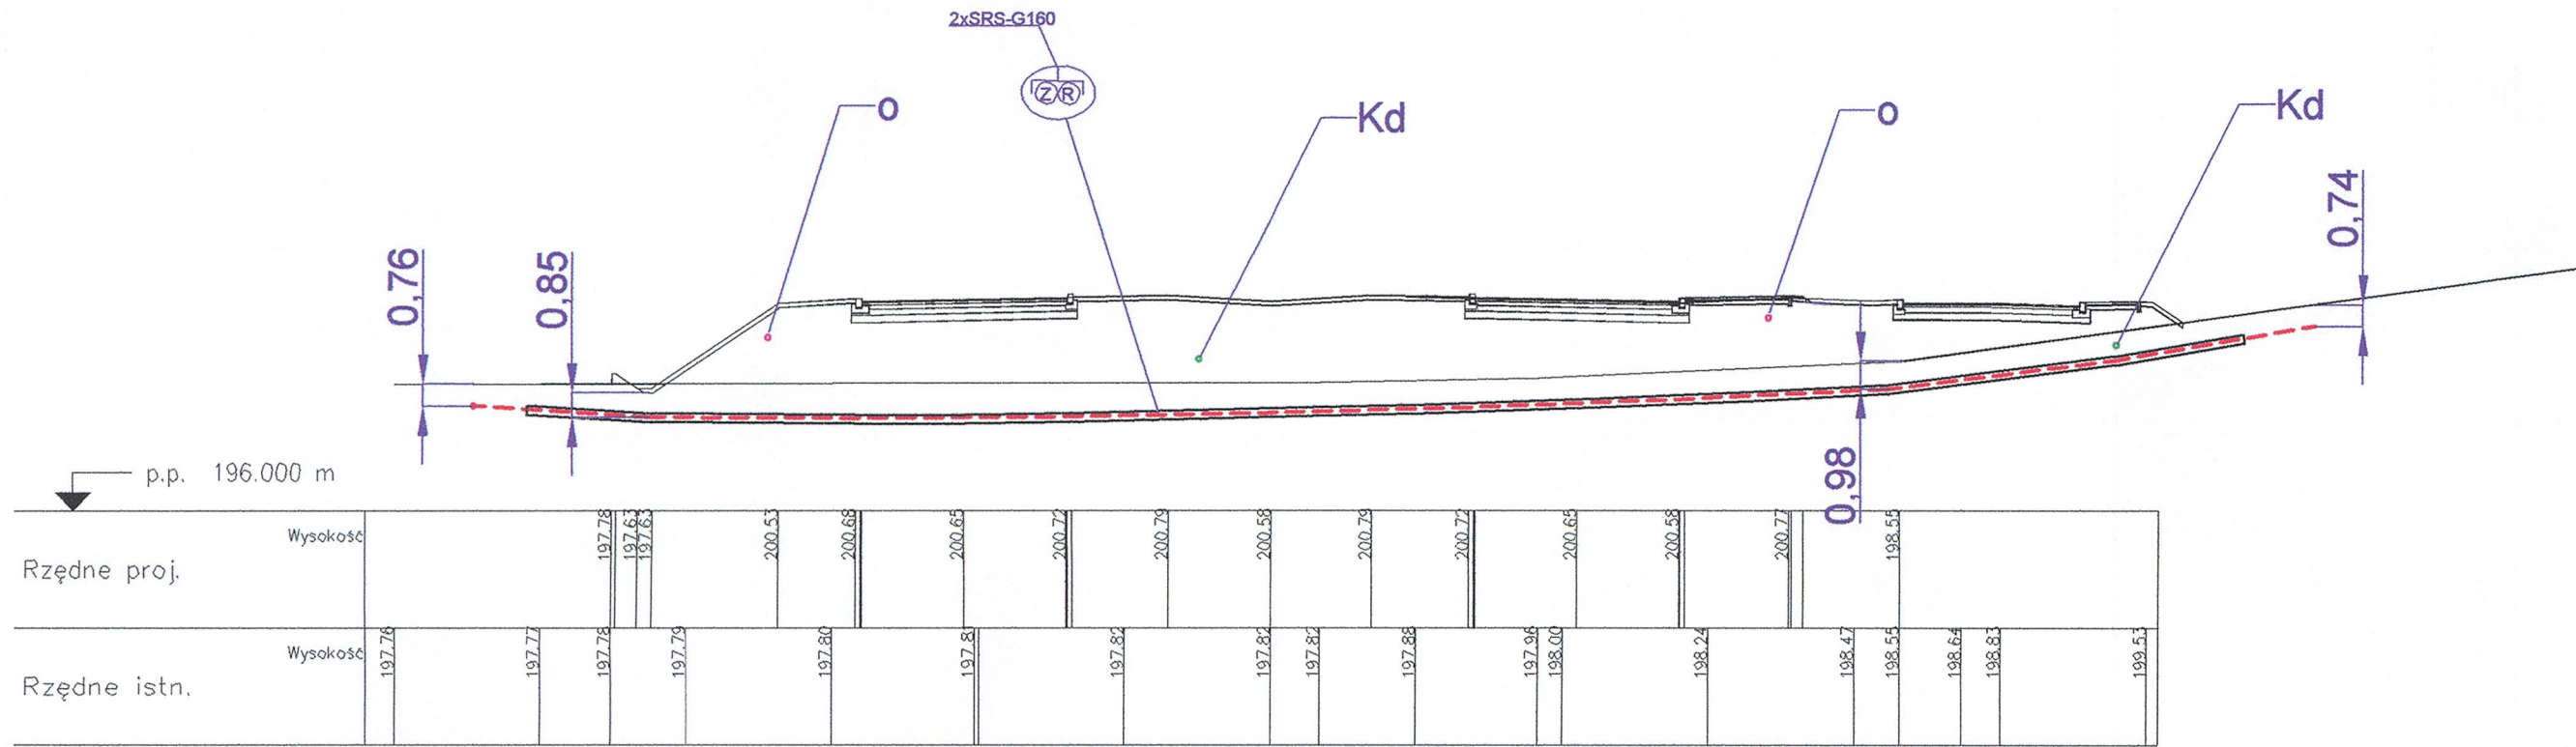 2xSRS-G160
Z R
o
Kd
o
Kd
0,76
0,85
0,98
0,74
p.p. 196.000 m
Wysokość
Rzędne proj.
197.78 197.63 197.63 200.53 200.68 200.65 200.72 200.79 200.58 200.79 200.72 200.65 200.58 200.77 198.55
Wysokość
Rzędne istn.
197.76 197.77 197.78 197.79 197.80 197.81 197.82 197.82 197.82 197.88 197.96 198.00 198.24 198.47 198.55 198.64 198.83 199.53